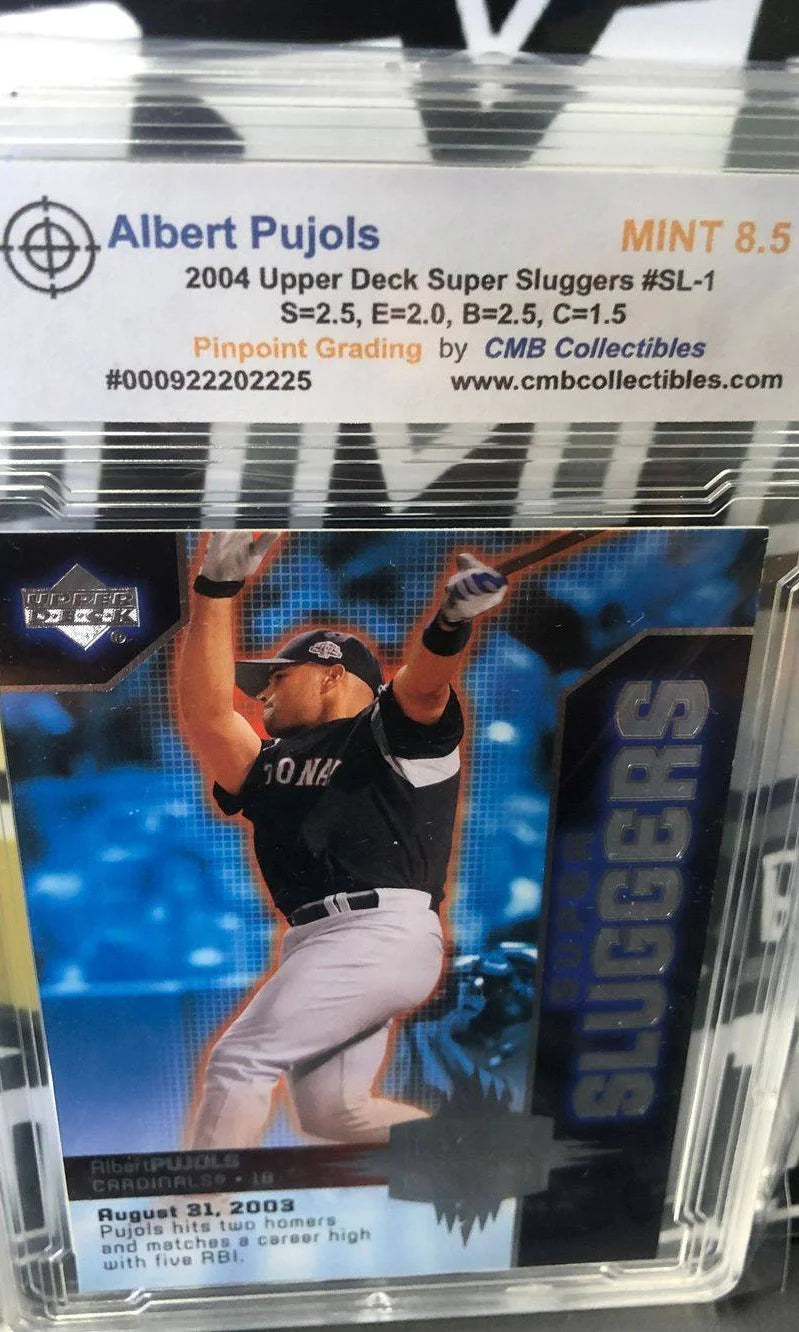 Albert Pujols MINT 8.5
2004 Upper Deck Super Sluggers #SL-1
S=2.5, E=2.0, B=2.5, C=1.5
Pinpoint Grading by CMB Collectibles
#000922202225 www.cmbcollectibles.com
UPPER
DECK
®
IONA
SUPER
SLUGGERS
Albert PUJOLS
CARDINALS® • 1B
August 31, 2003
Pujols hits two homers
and matches a career high
with five RBI.